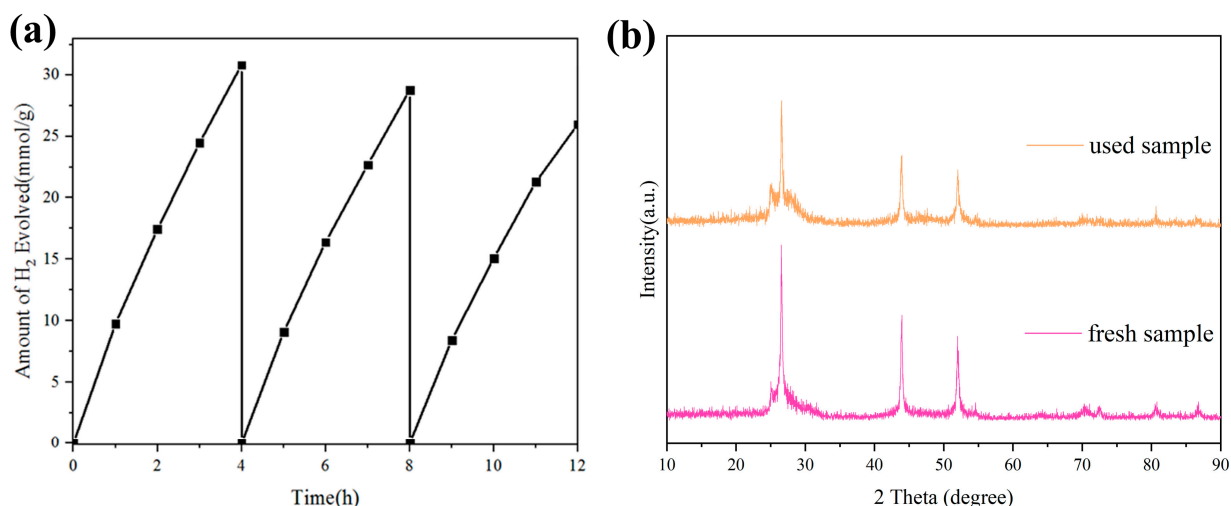 (a)
Amount of H2 Evolved(mmol/g)
30
25
20
15
10
5
0
0 2 4 6 8 10 12
Time(h)
(b)
Intensity(a.u.)
used sample
fresh sample
10 20 30 40 50 60 70 80 90
2 Theta (degree)